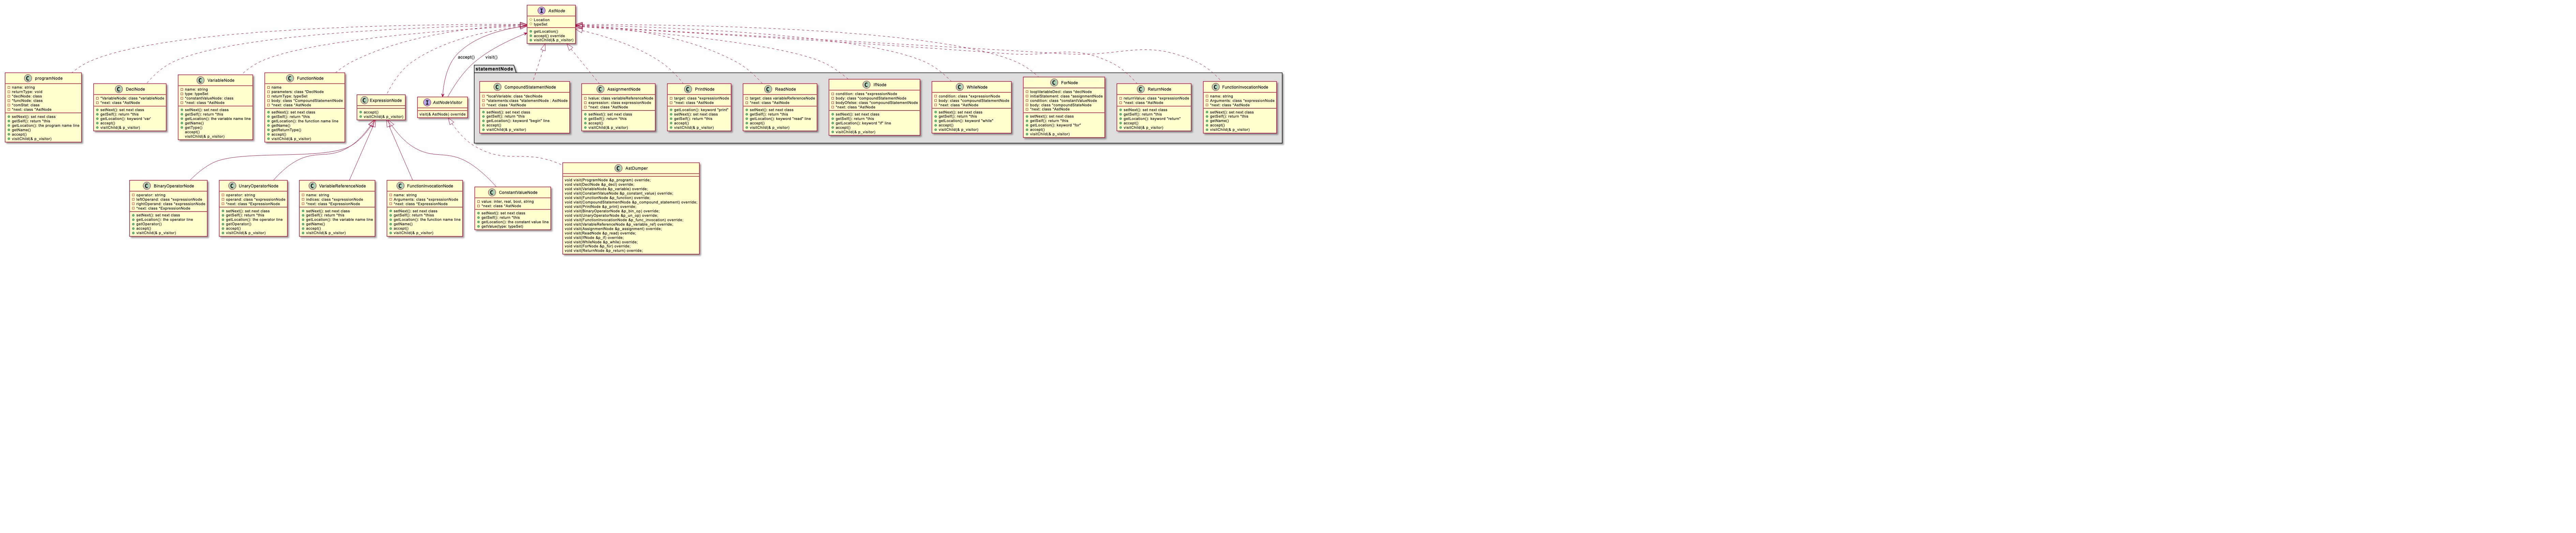 AstNode
Location
typeSet
getLocation()
accept() override
visitChild(& p_visitor)
accept()
visit()
statementNode
programNode
name: string
returnType: void
*declNode: class
*funcNode: class
*comStat: class
*next: class *AstNode
setNext(): set next class
getSelf(): return *this
getLocation(): the program name line
getName()
accept()
visitChild(& p_visitor)
DeclNode
*VariableNode: class *variableNode
*next: class *AstNode
setNext(): set next class
getSelf(): return *this
getLocation(): keyword "var"
accept()
visitChild(& p_visitor)
VariableNode
name: string
type: typeSet
*constantValueNode: class
*next: class *AstNode
setNext(): set next class
getSelf(): return *this
getLocation(): the variable name line
getName()
getType()
accept()
visitChild(& p_visitor)
FunctionNode
name
parameters: class *DeclNode
returnType: typeSet
body: class *CompoundStatementNode
*next: class *AstNode
setNext(): set next class
getSelf(): return *this
getLocation(): the function name line
getName()
getReturnType()
accept()
visitChild(& p_visitor)
ExpressionNode
accept()
visitChild(& p_visitor)
AstNodeVisitor
visit(& AstNode) override
CompoundStatementNode
*localVariable: class *declNode
*statements:class *statementNode : AstNode
*next: class *AstNode
setNext(): set next class
getSelf(): return *this
getLocation(): keyword "begin" line
accept()
visitChild(& p_visitor)
AssignmentNode
lvalue: class variableReferenceNode
expression: class expressionNode
*next: class *AstNode
setNext(): set next class
getSelf(): return *this
accept()
visitChild(& p_visitor)
PrintNode
target: class *expressionNode
*next: class *AstNode
getLocation(): keyword "print"
setNext(): set next class
getSelf(): return *this
accept()
visitChild(& p_visitor)
ReadNode
target: class variableReferenceNode
*next: class *AstNode
setNext(): set next class
getSelf(): return *this
getLocation(): keyword "read" line
accept()
visitChild(& p_visitor)
IfNode
condition: class *expressionNode
body: class *compoundStatementNode
bodyOfelse: class *compoundStatementNode
*next: class *AstNode
setNext(): set next class
getSelf(): return *this
getLocation(): keyword "if" line
accept()
visitChild(& p_visitor)
WhileNode
condition: class *expressionNode
body: class *compoundStatementNode
*next: class *AstNode
setNext(): set next class
getSelf(): return *this
getLocation(): keyword "while"
accept()
visitChild(& p_visitor)
ForNode
loopVariableDecl: class *declNode
initialStatement: class *assignmentNode
condition: class *constantValueNode
body: class *compoundStateNode
*next: class *AstNode
setNext(): set next class
getSelf(): return *this
getLocation(): keyword "for"
accept()
visitChild(& p_visitor)
ReturnNode
returnValue: class *expressionNode
*next: class *AstNode
setNext(): set next class
getSelf(): return *this
getLocation(): keyword "return"
accept()
visitChild(& p_visitor)
FunctionInvocationNode
name: string
Arguments: class *expressionNode
*next: class *AstNode
setNext(): set next class
getSelf(): return *this
getName()
accept()
visitChild(& p_visitor)
BinaryOperatorNode
operator: string
leftOperand: class *expressionNode
rightOperand: class *expressionNode
*next: class *ExpressionNode
setNext(): set next class
getSelf(): return *this
getLocation(): the operator line
getOperator()
accept()
visitChild(& p_visitor)
UnaryOperatorNode
operator: string
operand: class *expressionNode
*next: class *ExpressionNode
setNext(): set next class
getSelf(): return *this
getLocation(): the operator line
getOperator()
accept()
visitChild(& p_visitor)
VariableReferenceNode
name: string
indices: class *expressionNode
*next: class *ExpressionNode
setNext(): set next class
getSelf(): return *this
getLocation(): the variable name line
getName()
accept()
visitChild(& p_visitor)
FunctionInvocationNode
name: string
Arguments: class *expressionNode
*next: class *ExpressionNode
setNext(): set next class
getSelf(): return *this
getLocation(): the function name line
getName()
accept()
visitChild(& p_visitor)
ConstantValueNode
value: inter, real, bool, string
*next: class *AstNode
setNext(): set next class
getSelf(): return *this
getLocation(): the constant value line
getValue(type: typeSet)
AstDumper
void visit(ProgramNode &p_program) override;
void visit(DeclNode &p_decl) override;
void visit(VariableNode &p_variable) override;
void visit(ConstantValueNode &p_constant_value) override;
void visit(FunctionNode &p_function) override;
void visit(CompoundStatementNode &p_compound_statement) override;
void visit(PrintNode &p_print) override;
void visit(BinaryOperatorNode &p_bin_op) override;
void visit(UnaryOperatorNode &p_un_op) override;
void visit(FunctionInvocationNode &p_func_invocation) override;
void visit(VariableReferenceNode &p_variable_ref) override;
void visit(AssignmentNode &p_assignment) override;
void visit(ReadNode &p_read) override;
void visit(IfNode &p_if) override;
void visit(WhileNode &p_while) override;
void visit(ForNode &p_for) override;
void visit(ReturnNode &p_return) override;